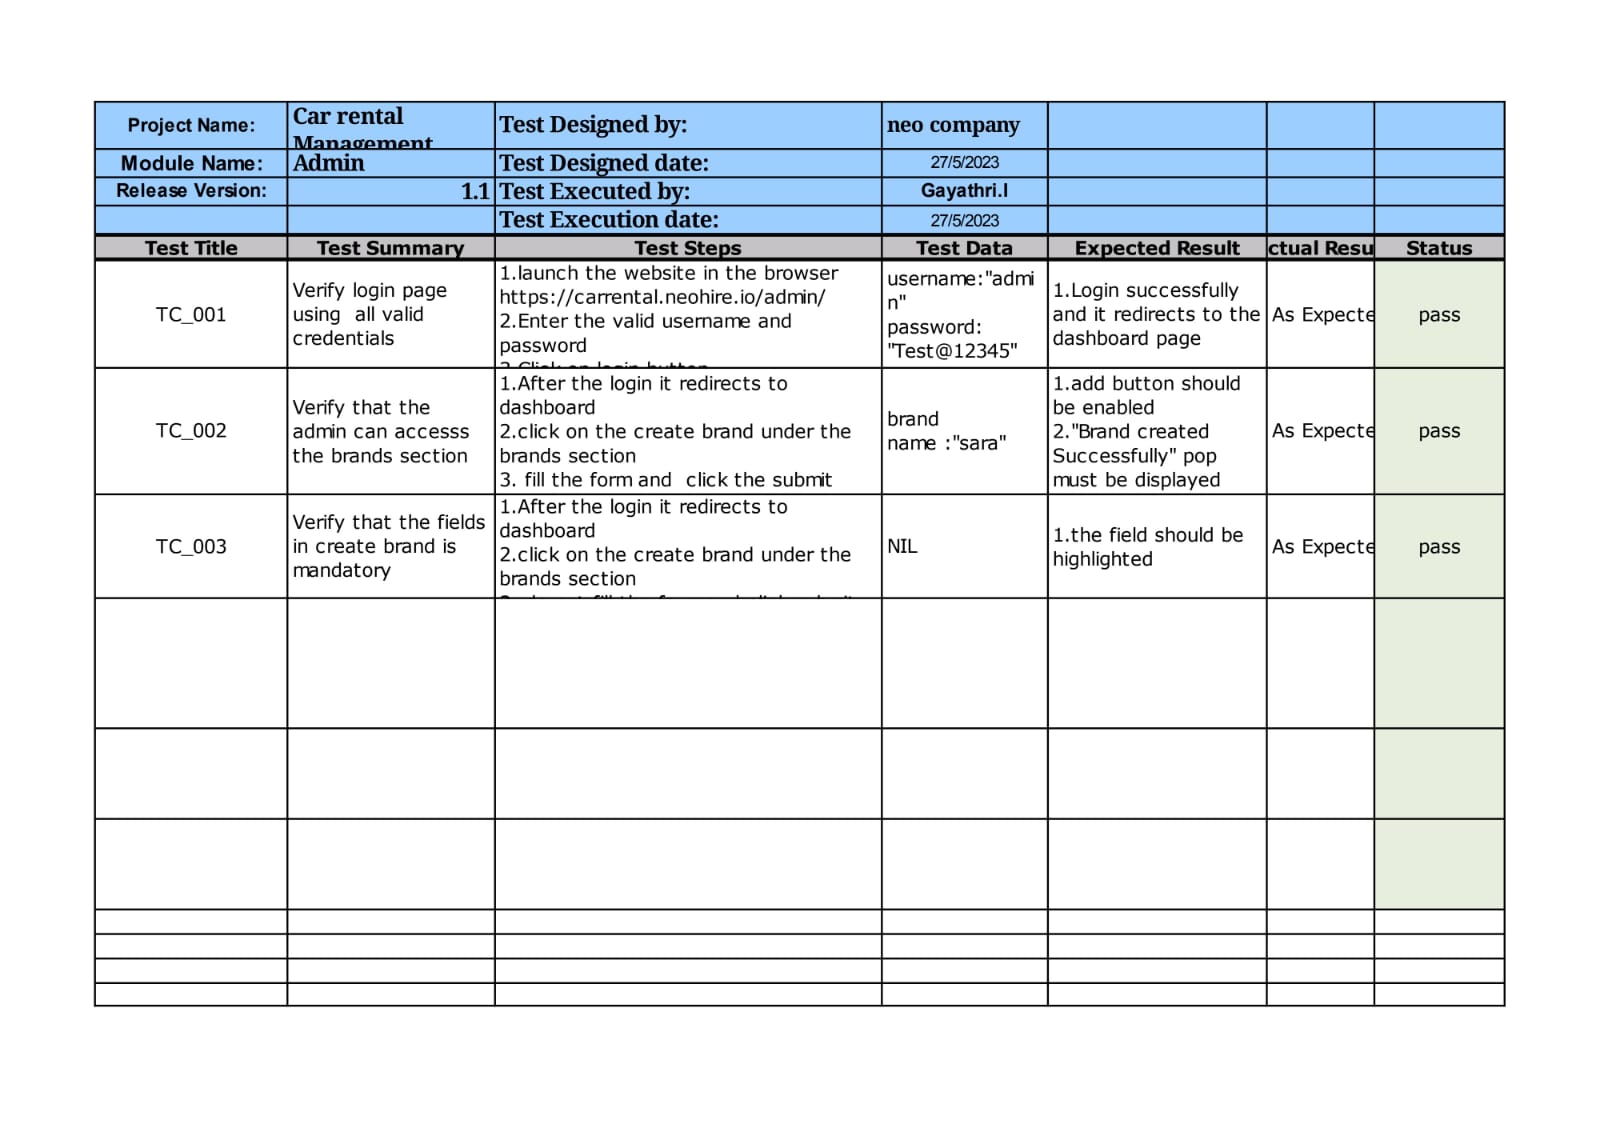 Project Name: Car rental Test Designed by: neo company
Management
Module Name: Admin Test Designed date: 27/5/2023
Release Version: 1.1 Test Executed by: Gayathri.I
Test Execution date: 27/5/2023
Test Title Test Summary Test Steps Test Data Expected Result ctual Resu Status
TC_001
Verify login page
using all valid
credentials
1.launch the website in the browser
https://carrental.neohire.io/admin/
2.Enter the valid username and
password
3.Click on login button
username:"admi
n"
password:
"Test@12345"
1.Login successfully
and it redirects to the
dashboard page
As Expecte
pass
TC_002
Verify that the
admin can accesss
the brands section
1.After the login it redirects to
dashboard
2.click on the create brand under the
brands section
3. fill the form and click the submit
brand
name :"sara"
1.add button should
be enabled
2."Brand created
Successfully" pop
must be displayed
As Expecte
pass
TC_003
Verify that the fields
in create brand is
mandatory
1.After the login it redirects to
dashboard
2.click on the create brand under the
brands section
NIL
1.the field should be
highlighted
As Expecte
pass